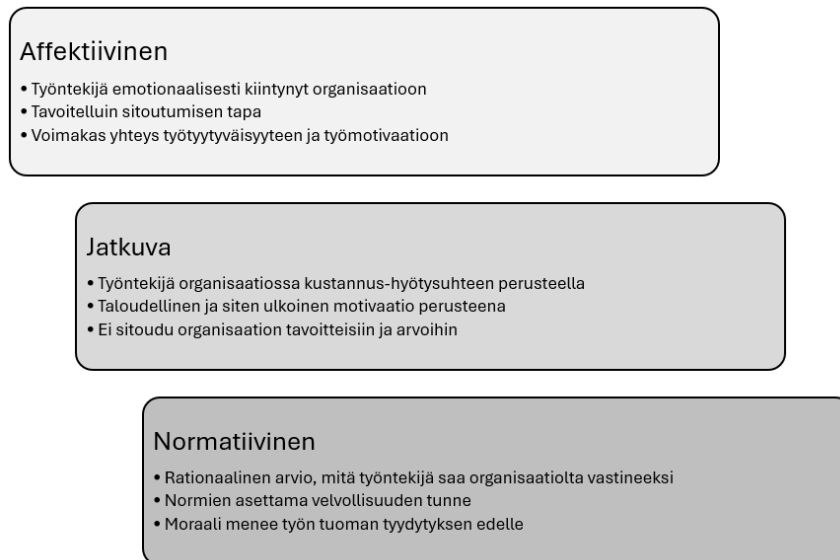 Affektiivinen
• Työntekijä emotionaalisesti kiintynyt organisaatioon
• Tavoitelluin sitoutumisen tapa
• Voimakas yhteys työtyytyväisyyteen ja työmotivaatioon
Jatkuva
• Työntekijä organisaatiossa kustannus-hyötysuhteen perusteella
• Taloudellinen ja siten ulkoinen motivaatio perusteena
• Ei sitoudu organisaation tavoitteisiin ja arvoihin
Normatiivinen
• Rationaalinen arvio, mitä työntekijä saa organisaatiolta vastineeksi
• Normien asettama velvollisuuden tunne
• Moraali menee työn tuoman tyydytyksen edelle